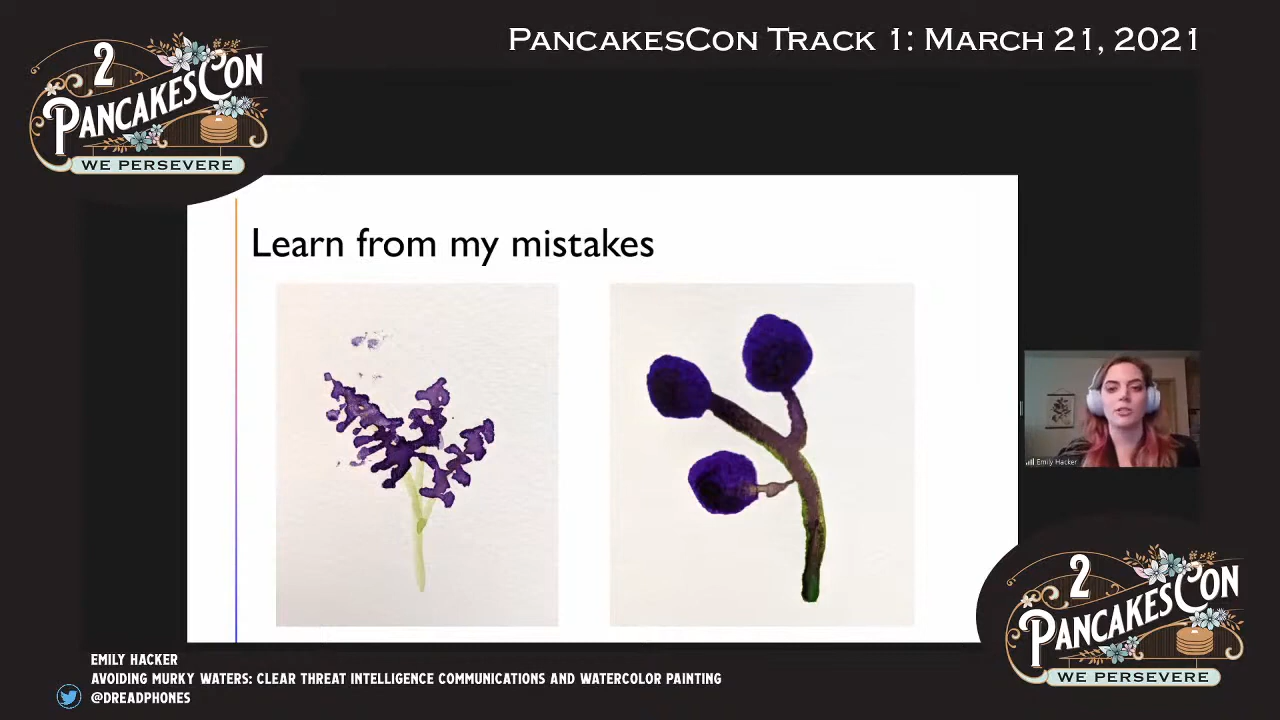 PANCAKESCON TRACK 1: MARCH 21, 2021
2
PANCAKESCON
WE PERSEVERE
Learn from my mistakes
Emily Hacker
2
PANCAKESCON
WE PERSEVERE
EMILY HACKER
AVOIDING MURKY WATERS: CLEAR THREAT INTELLIGENCE COMMUNICATIONS AND WATERCOLOR PAINTING
@DREADPHONES